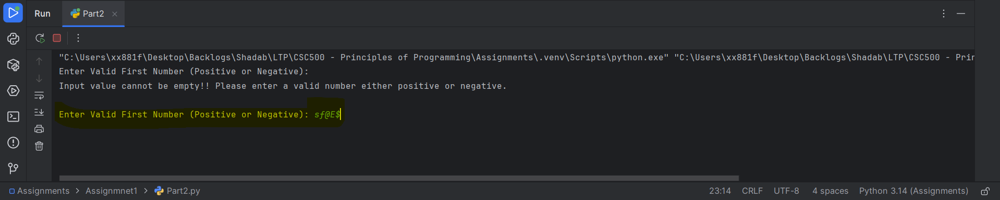 Run Part2
"C:\Users\xx881f\Desktop\Backlogs\Shadab\LTP\CSC500 - Principles of Programming\Assignments\.venv\Scripts\python.exe" "C:\Users\xx881f\Desktop\Backlogs\Shadab\LTP\CSC500 - Prin
Enter Valid First Number (Positive or Negative):
Input value cannot be empty!! Please enter a valid number either positive or negative.
Enter Valid First Number (Positive or Negative): sf@E$
Assignments > Assignmnet1 > Part2.py 23:14 CRLF UTF-8 4 spaces Python 3.14 (Assignments)